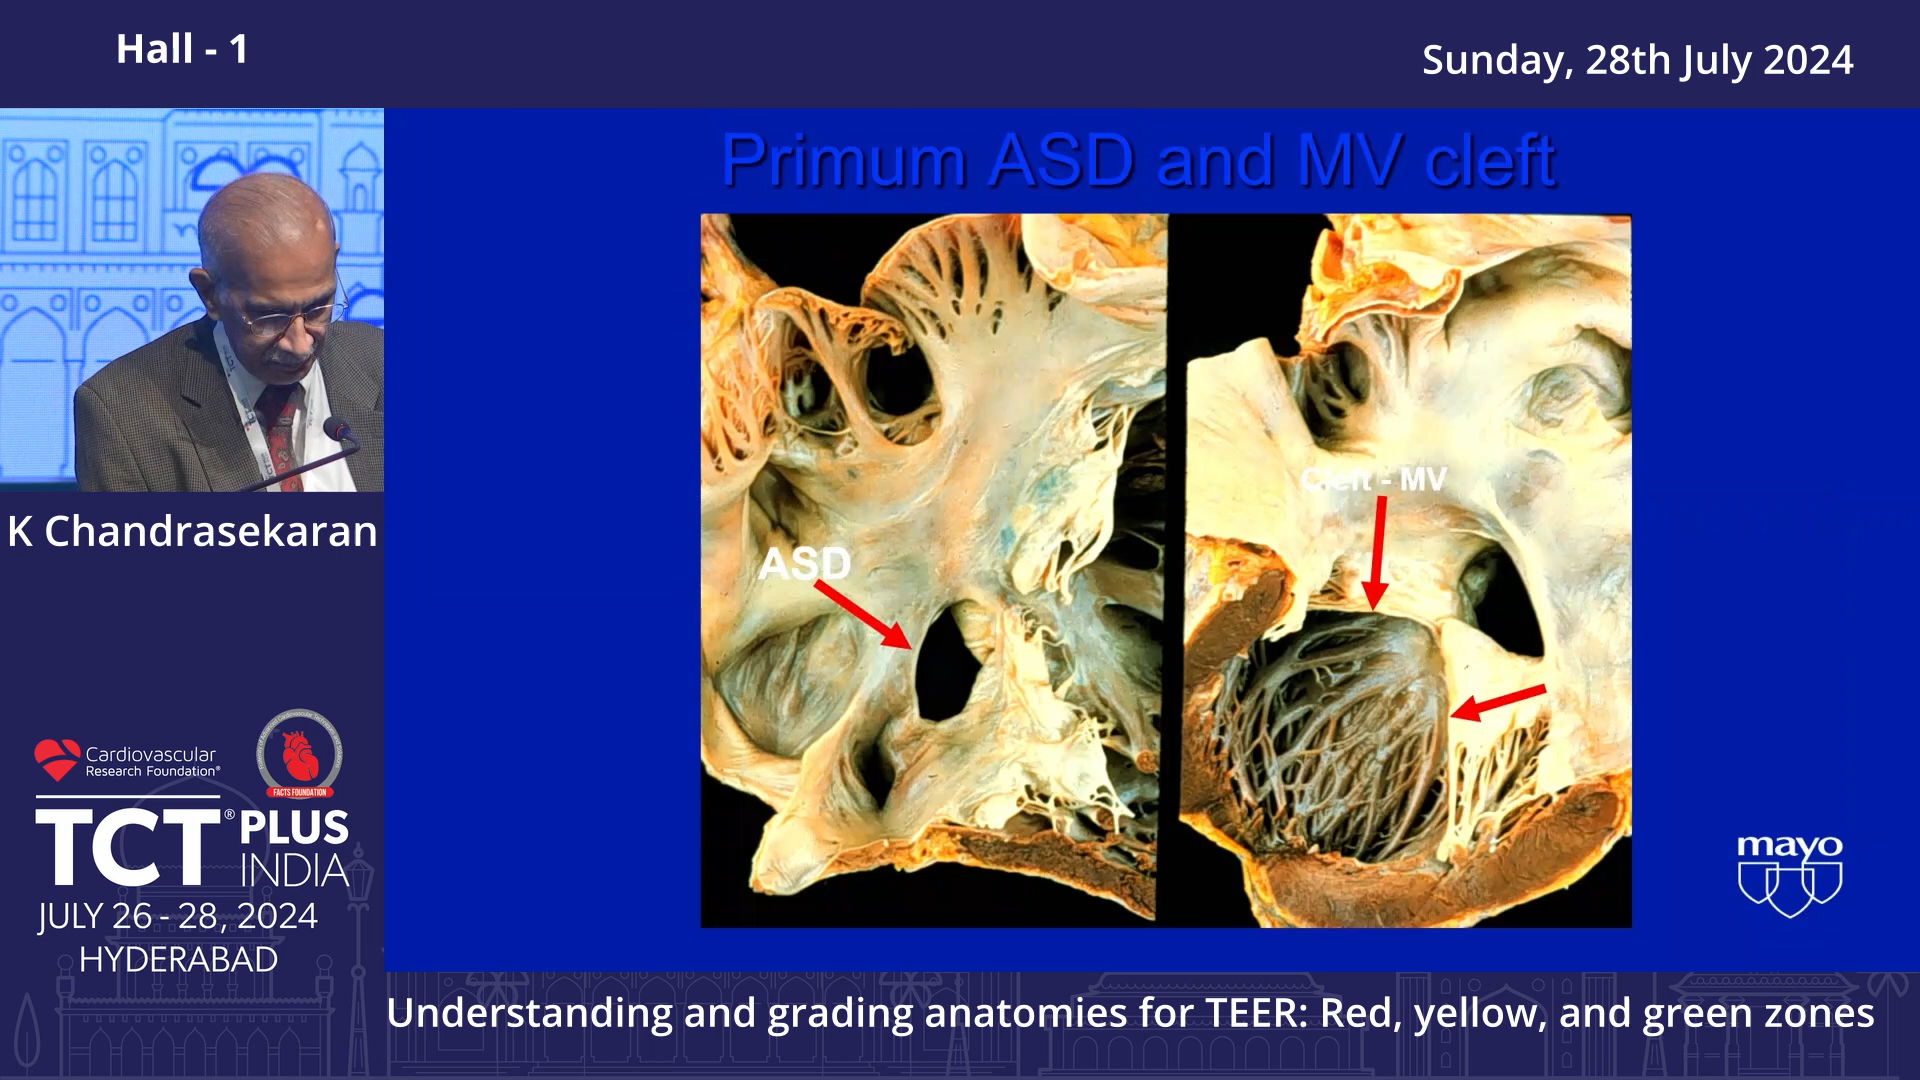 Hall - 1
Sunday, 28th July 2024
Primum ASD and MV cleft
ASD
Cleft - MV
mayo
K Chandrasekaran
Cardiovascular
Research Foundation®
FACTS FOUNDATION
TCT® PLUS
INDIA
JULY 26 - 28, 2024
HYDERABAD
Understanding and grading anatomies for TEER: Red, yellow, and green zones